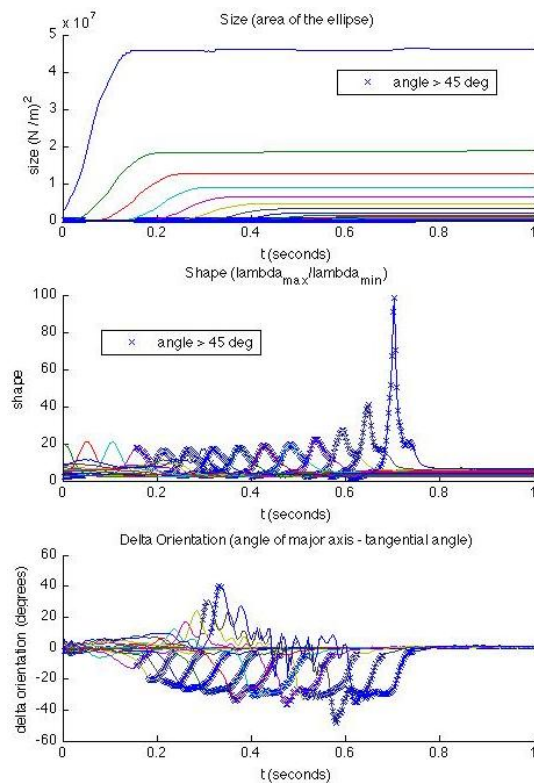 Size (area of the ellipse)
x 10^7
5
4
3
2
1
0
size (N /m)^2
angle > 45 deg
0 0.2 0.4 0.6 0.8 1
t (seconds)
Shape (lambda_max/lambda_min)
100
80
60
40
20
0
shape
angle > 45 deg
0 0.2 0.4 0.6 0.8 1
t (seconds)
Delta Orientation (angle of major axis - tangential angle)
60
40
20
0
-20
-40
-60
delta orientation (degrees)
0 0.2 0.4 0.6 0.8 1
t (seconds)